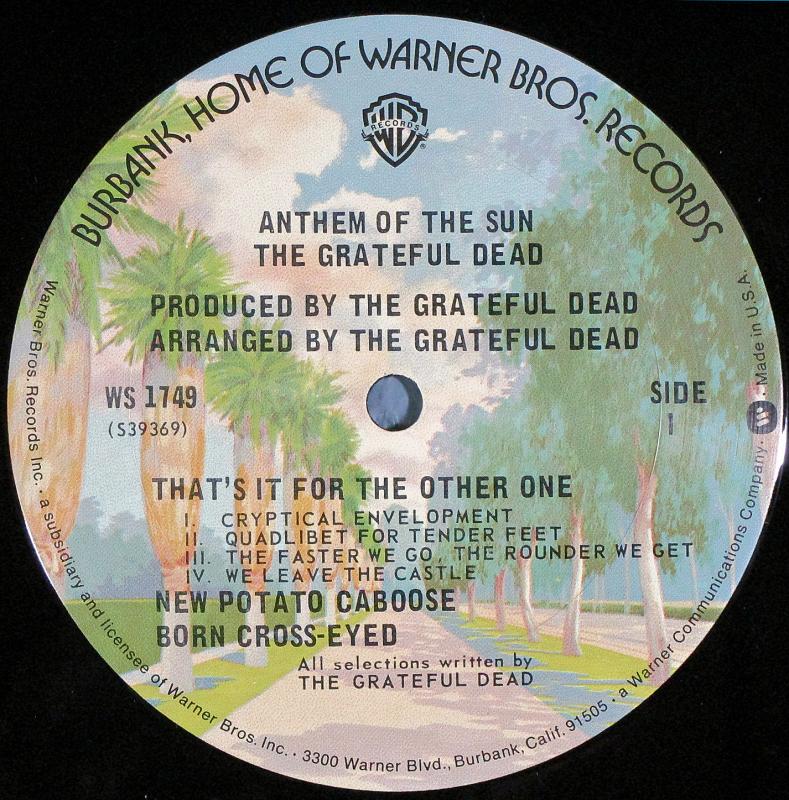 BURBANK, HOME OF WARNER BROS. RECORDS
WB
RECORDS
®
ANTHEM OF THE SUN
THE GRATEFUL DEAD
PRODUCED BY THE GRATEFUL DEAD
ARRANGED BY THE GRATEFUL DEAD
WS 1749
(S39369)
SIDE
1
THAT'S IT FOR THE OTHER ONE
I. CRYPTICAL ENVELOPMENT
II. QUADLIBET FOR TENDER FEET
III. THE FASTER WE GO, THE ROUNDER WE GET
IV. WE LEAVE THE CASTLE
NEW POTATO CABOOSE
BORN CROSS-EYED
All selections written by
THE GRATEFUL DEAD
Warner Bros. Records Inc. · a subsidiary and licensee of Warner Bros. Inc. · 3300 Warner Blvd., Burbank, Calif. 91505 · a Warner Communications Company. · Made in U.S.A.